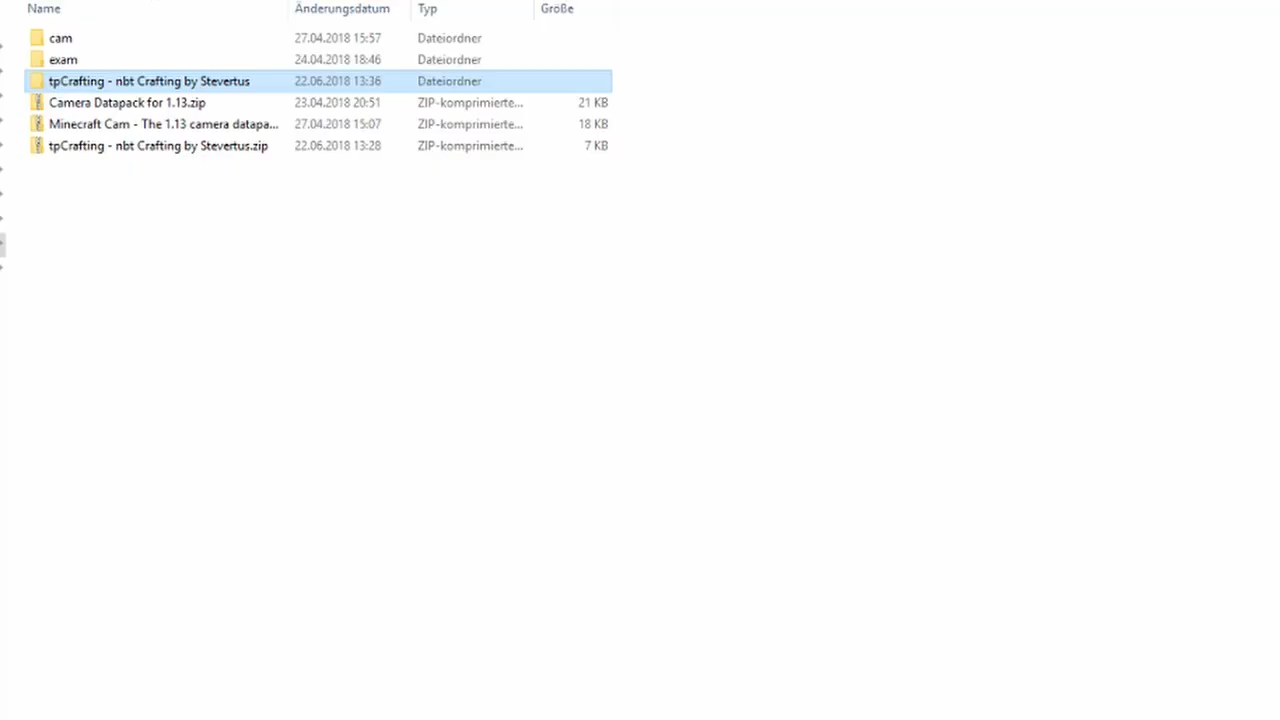 Name Änderungsdatum Typ Größe
cam 27.04.2018 15:57 Dateiordner
exam 24.04.2018 18:46 Dateiordner
tpCrafting - nbt Crafting by Stevertus 22.06.2018 13:36 Dateiordner
Camera Datapack for 1.13.zip 23.04.2018 20:51 ZIP-komprimierte... 21 KB
Minecraft Cam - The 1.13 camera datapa... 27.04.2018 15:07 ZIP-komprimierte... 18 KB
tpCrafting - nbt Crafting by Stevertus.zip 22.06.2018 13:28 ZIP-komprimierte... 7 KB